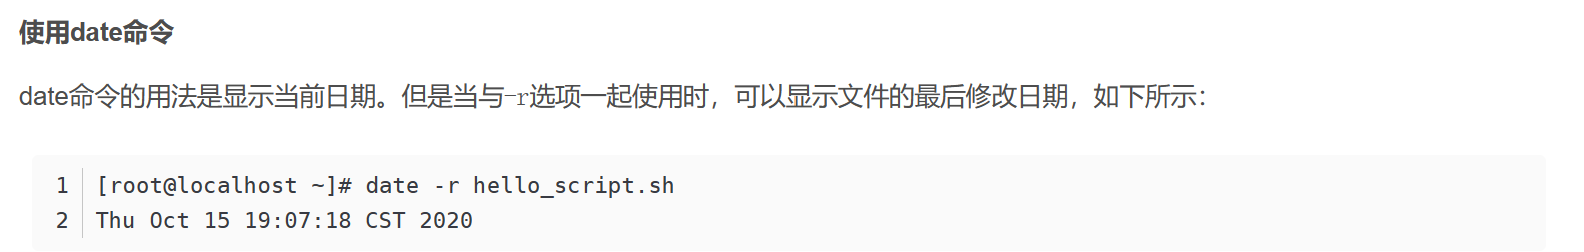 使用date命令
date命令的用法是显示当前日期。但是当与-r选项一起使用时，可以显示文件的最后修改日期，如下所示：
1 [root@localhost ~]# date -r hello_script.sh
2 Thu Oct 15 19:07:18 CST 2020